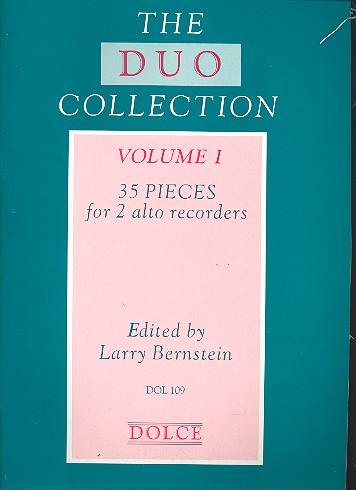 THE
DUO
COLLECTION
VOLUME I
35 PIECES
for 2 alto recorders
Edited by
Larry Bernstein
DOL 109
DOLCE